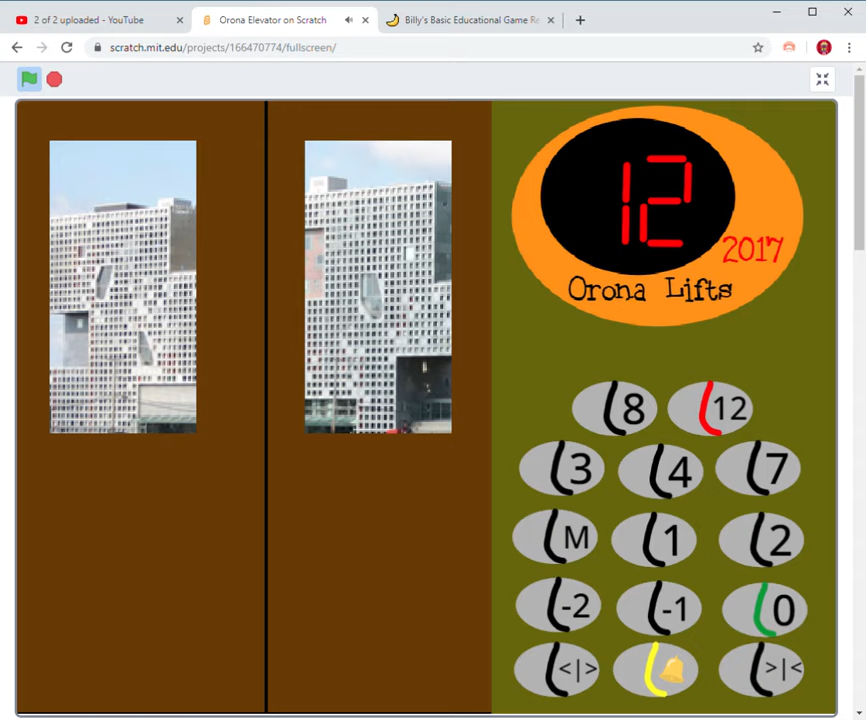 2 of 2 uploaded - YouTube
Orona Elevator on Scratch
Billy's Basic Educational Game Re
scratch.mit.edu/projects/166470774/fullscreen/
12
2017
Orona Lifts
8 12
3 4 7
M 1 2
-2 -1 0
<|> >|<